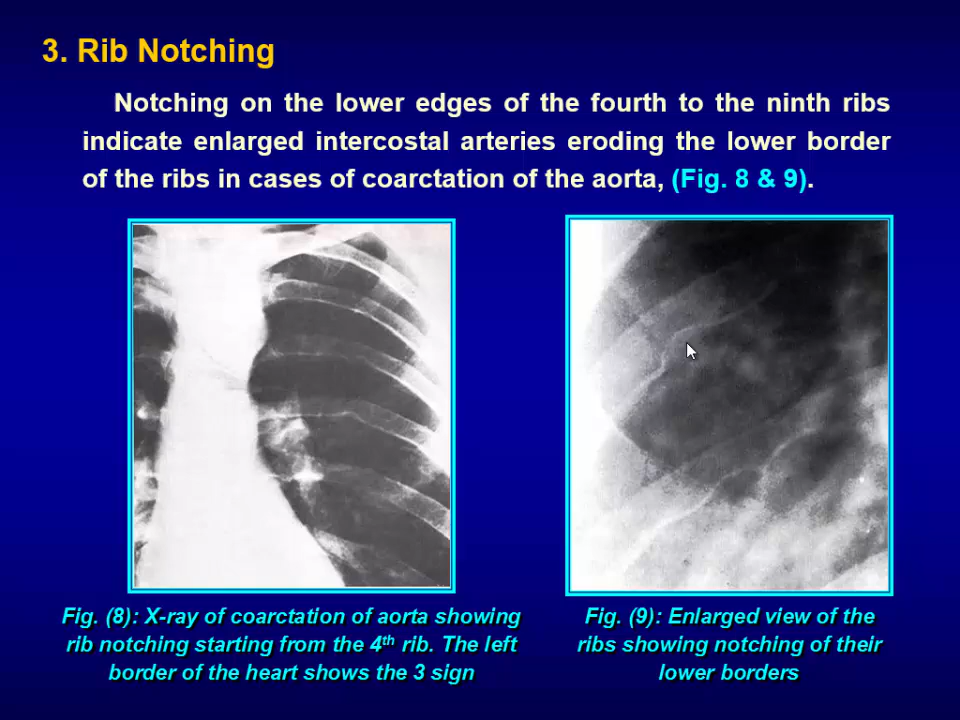 3. Rib Notching
Notching on the lower edges of the fourth to the ninth ribs
indicate enlarged intercostal arteries eroding the lower border
of the ribs in cases of coarctation of the aorta, (Fig. 8 & 9).
Fig. (8): X-ray of coarctation of aorta showing
rib notching starting from the 4th rib. The left
border of the heart shows the 3 sign
Fig. (9): Enlarged view of the
ribs showing notching of their
lower borders